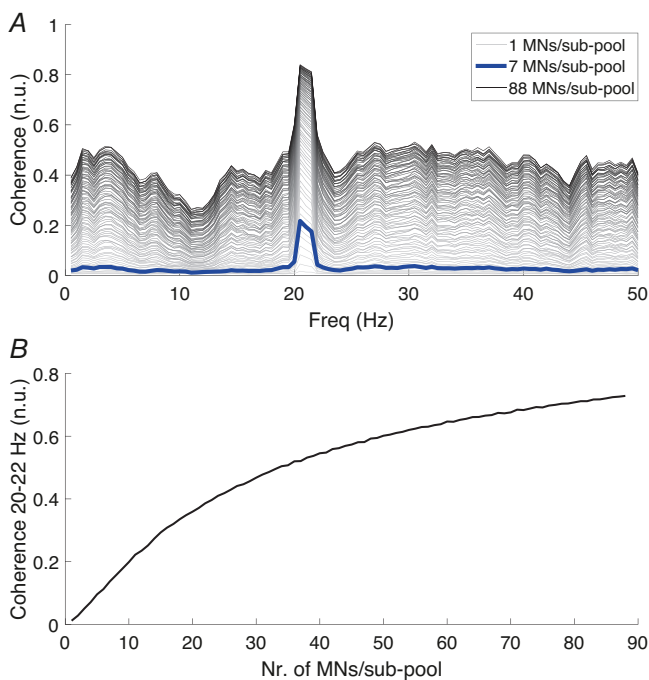 A
1
0.8
0.6
0.4
0.2
0
Coherence (n.u.)
1 MNs/sub-pool
7 MNs/sub-pool
88 MNs/sub-pool
0 10 20 30 40 50
Freq (Hz)
B
0.8
0.6
0.4
0.2
0
Coherence 20-22 Hz (n.u.)
0 10 20 30 40 50 60 70 80 90
Nr. of MNs/sub-pool